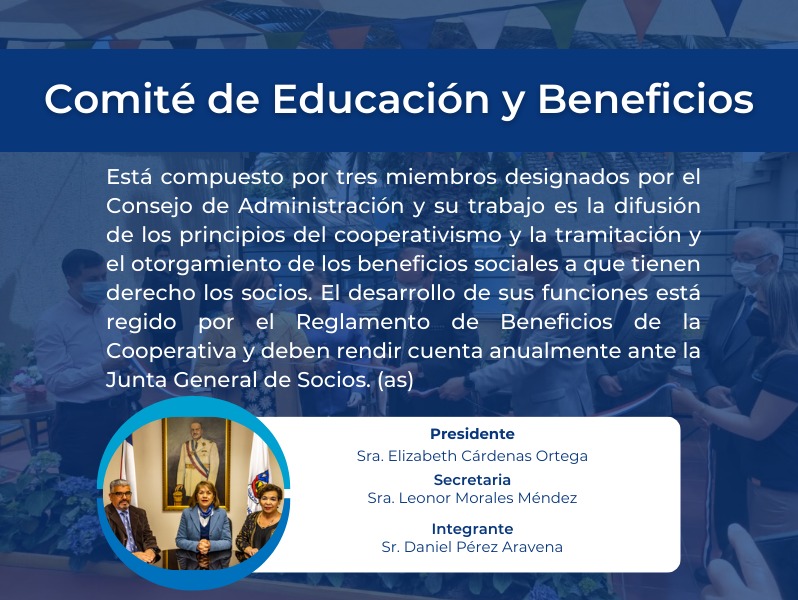 Comité de Educación y Beneficios
Está compuesto por tres miembros designados por el
Consejo de Administración y su trabajo es la difusión
de los principios del cooperativismo y la tramitación y
el otorgamiento de los beneficios sociales a que tienen
derecho los socios. El desarrollo de sus funciones está
regido por el Reglamento de Beneficios de la
Cooperativa y deben rendir cuenta anualmente ante la
Junta General de Socios. (as)
Presidente
Sra. Elizabeth Cárdenas Ortega
Secretaria
Sra. Leonor Morales Méndez
Integrante
Sr. Daniel Pérez Aravena